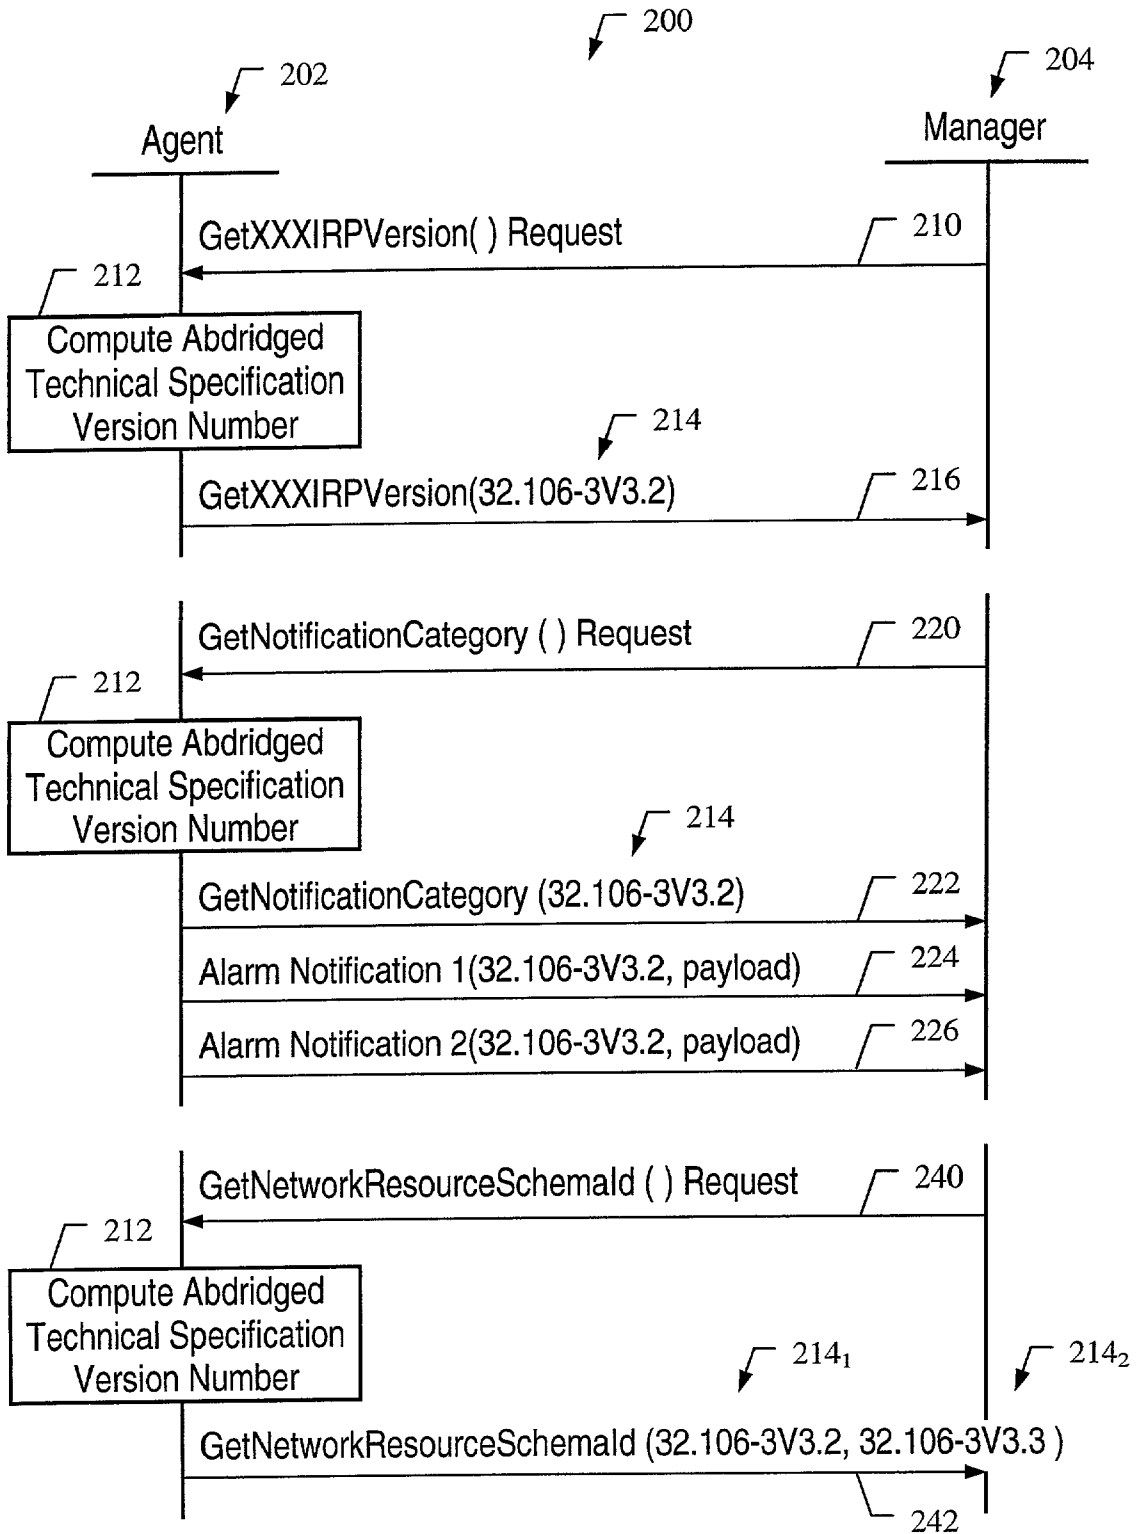 200
202
204
Agent
Manager
GetXXXIRPVersion( ) Request
210
212
Compute Abdridged
Technical Specification
Version Number
214
GetXXXIRPVersion(32.106-3V3.2)
216
GetNotificationCategory ( ) Request
220
212
Compute Abdridged
Technical Specification
Version Number
214
GetNotificationCategory (32.106-3V3.2)
222
Alarm Notification 1(32.106-3V3.2, payload)
224
Alarm Notification 2(32.106-3V3.2, payload)
226
GetNetworkResourceSchemaId ( ) Request
240
212
Compute Abdridged
Technical Specification
Version Number
214₁
214₂
GetNetworkResourceSchemaId (32.106-3V3.2, 32.106-3V3.3 )
242